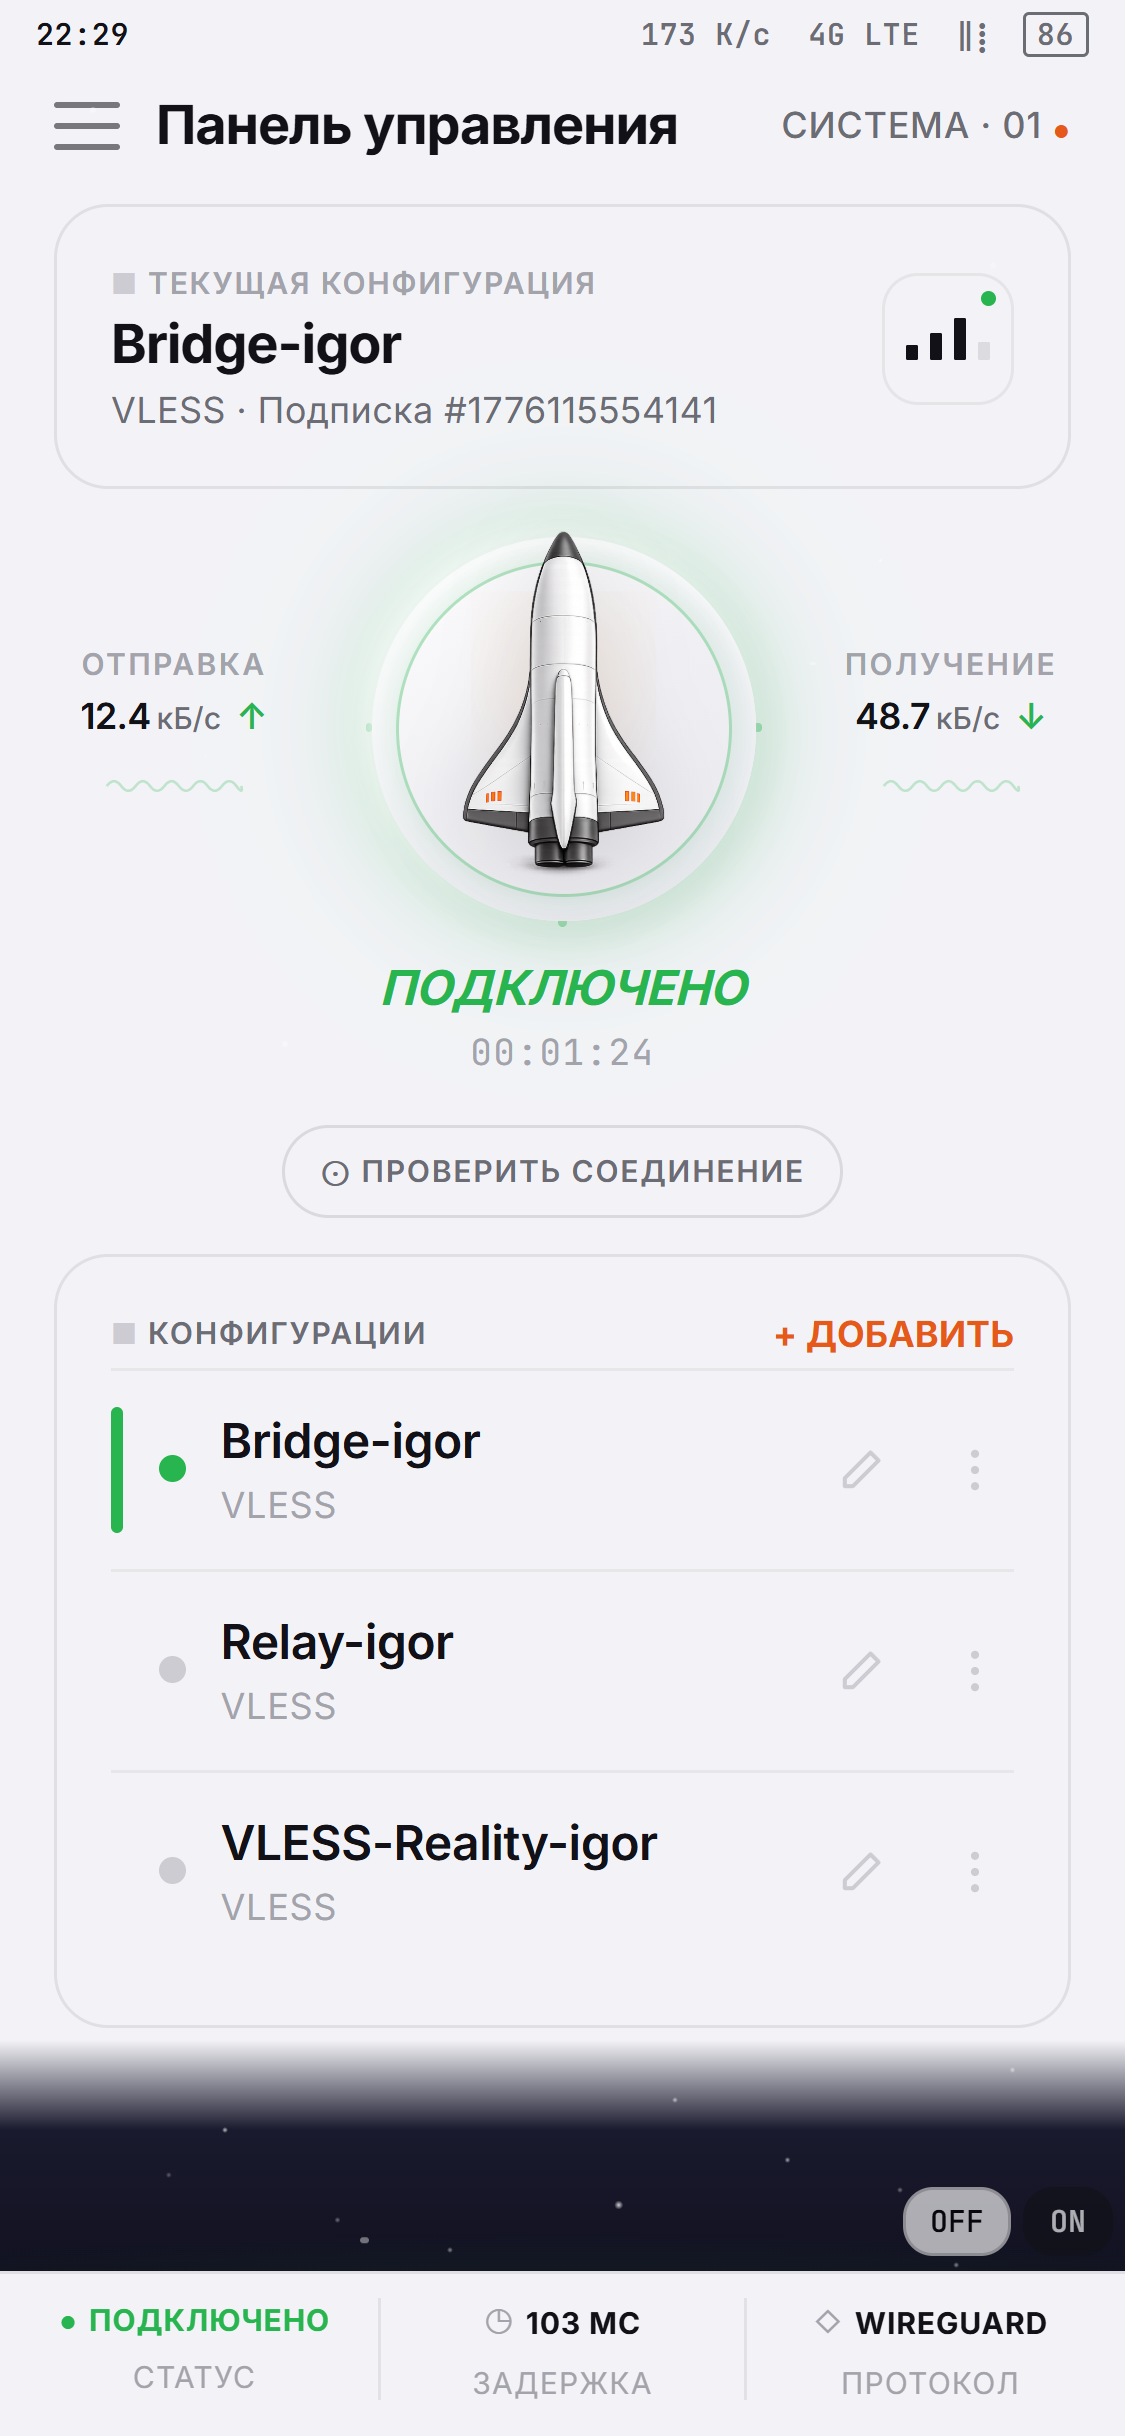 22:29 173 К/с 4G LTE 86
Панель управления СИСТЕМА · 01
ТЕКУЩАЯ КОНФИГУРАЦИЯ
Bridge-igor
VLESS · Подписка #1776115554141
ОТПРАВКА
12.4 кБ/с ↑
ПОЛУЧЕНИЕ
48.7 кБ/с ↓
ПОДКЛЮЧЕНО
00:01:24
ПРОВЕРИТЬ СОЕДИНЕНИЕ
КОНФИГУРАЦИИ + ДОБАВИТЬ
Bridge-igor
VLESS
Relay-igor
VLESS
VLESS-Reality-igor
VLESS
OFF ON
ПОДКЛЮЧЕНО
СТАТУС
103 МС
ЗАДЕРЖКА
WIREGUARD
ПРОТОКОЛ